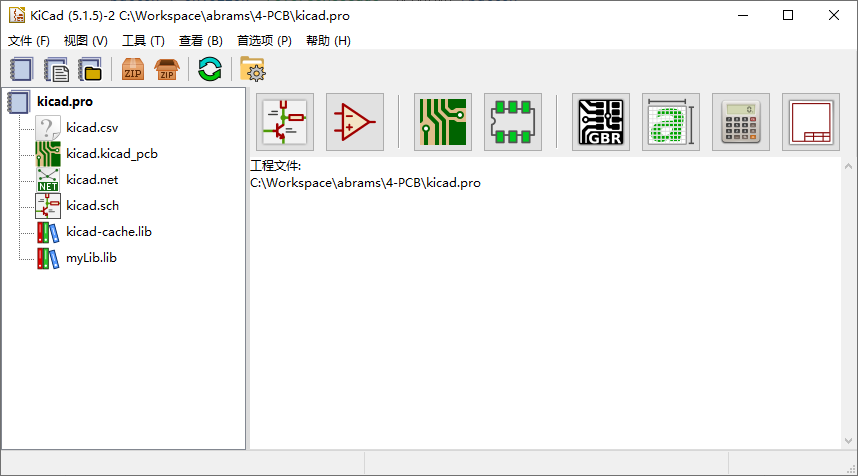 KiCad (5.1.5)-2 C:\Workspace\abrams\4-PCB\kicad.pro
文件 (F) 视图 (V) 工具 (T) 查看 (B) 首选项 (P) 帮助 (H)
ZIP ZIP
kicad.pro
kicad.csv
kicad.kicad_pcb
NET kicad.net
kicad.sch
kicad-cache.lib
myLib.lib
GBR a 0.
工程文件:
C:\Workspace\abrams\4-PCB\kicad.pro